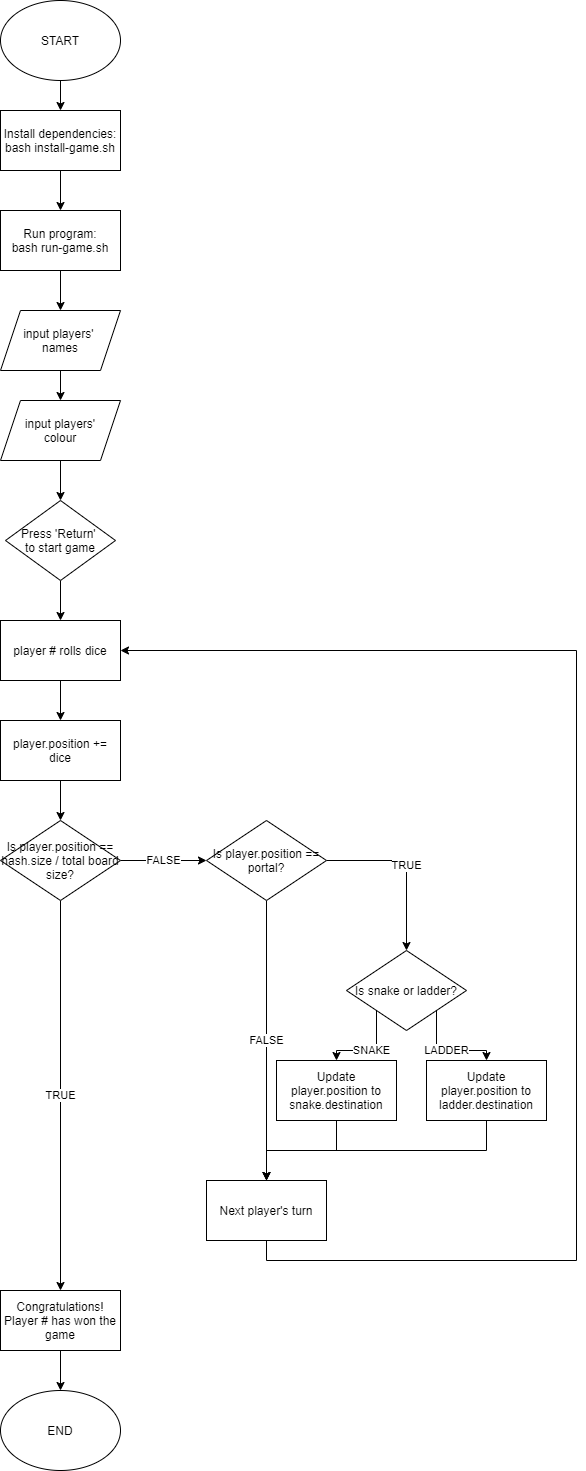 START
Install dependencies:
bash install-game.sh
Run program:
bash run-game.sh
input players'
names
input players'
colour
Press 'Return'
to start game
player # rolls dice
player.position +=
dice
Is player.position ==
hash.size / total board
size?
FALSE
Is player.position ==
portal?
TRUE
Is snake or ladder?
FALSE
SNAKE
LADDER
Update
player.position to
snake.destination
Update
player.position to
ladder.destination
TRUE
Next player's turn
Congratulations!
Player # has won the
game
END